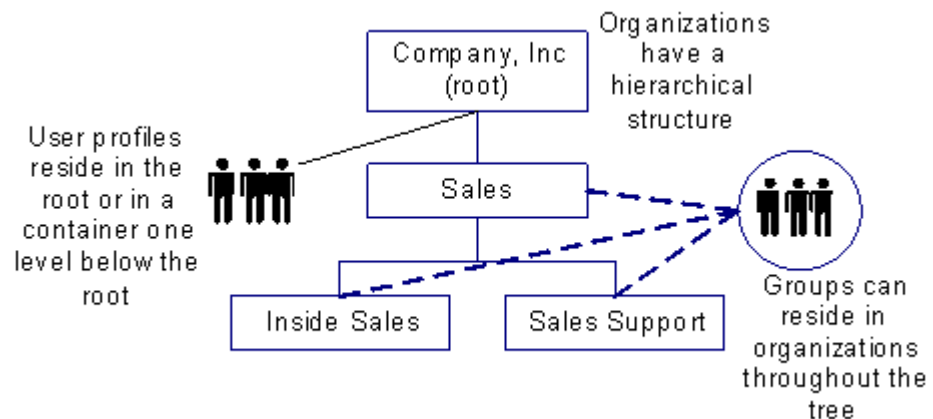 Company, Inc
(root)
Organizations
have a
hierarchical
structure
User profiles
reside in the
root or in a
container one
level below the
root
Sales
Inside Sales
Sales Support
Groups can
reside in
organizations
throughout the
tree